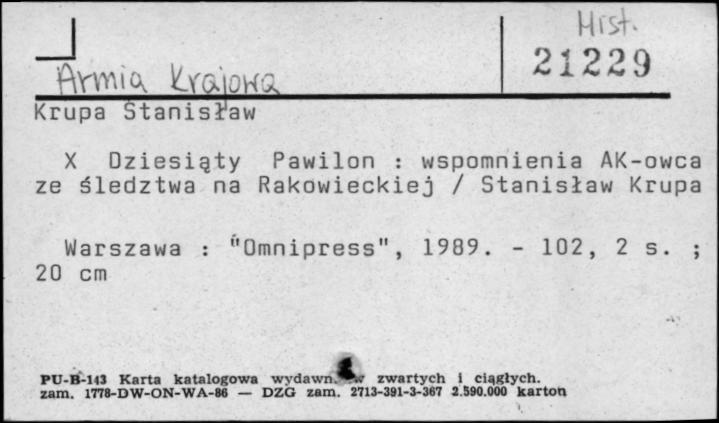 Hist.
21229
Armia Krajowa
Krupa Stanisław
X Dziesiąty Pawilon : wspomnienia AK-owca
ze śledztwa na Rakowieckiej / Stanisław Krupa
Warszawa : "Omnipress", 1989. - 102, 2 s. ;
20 cm
PU-B-143 Karta katalogowa wydawn. zwartych i ciągłych.
zam. 1778-DW-ON-WA-86 — DZG zam. 2713-391-3-367 2.590.000 karton